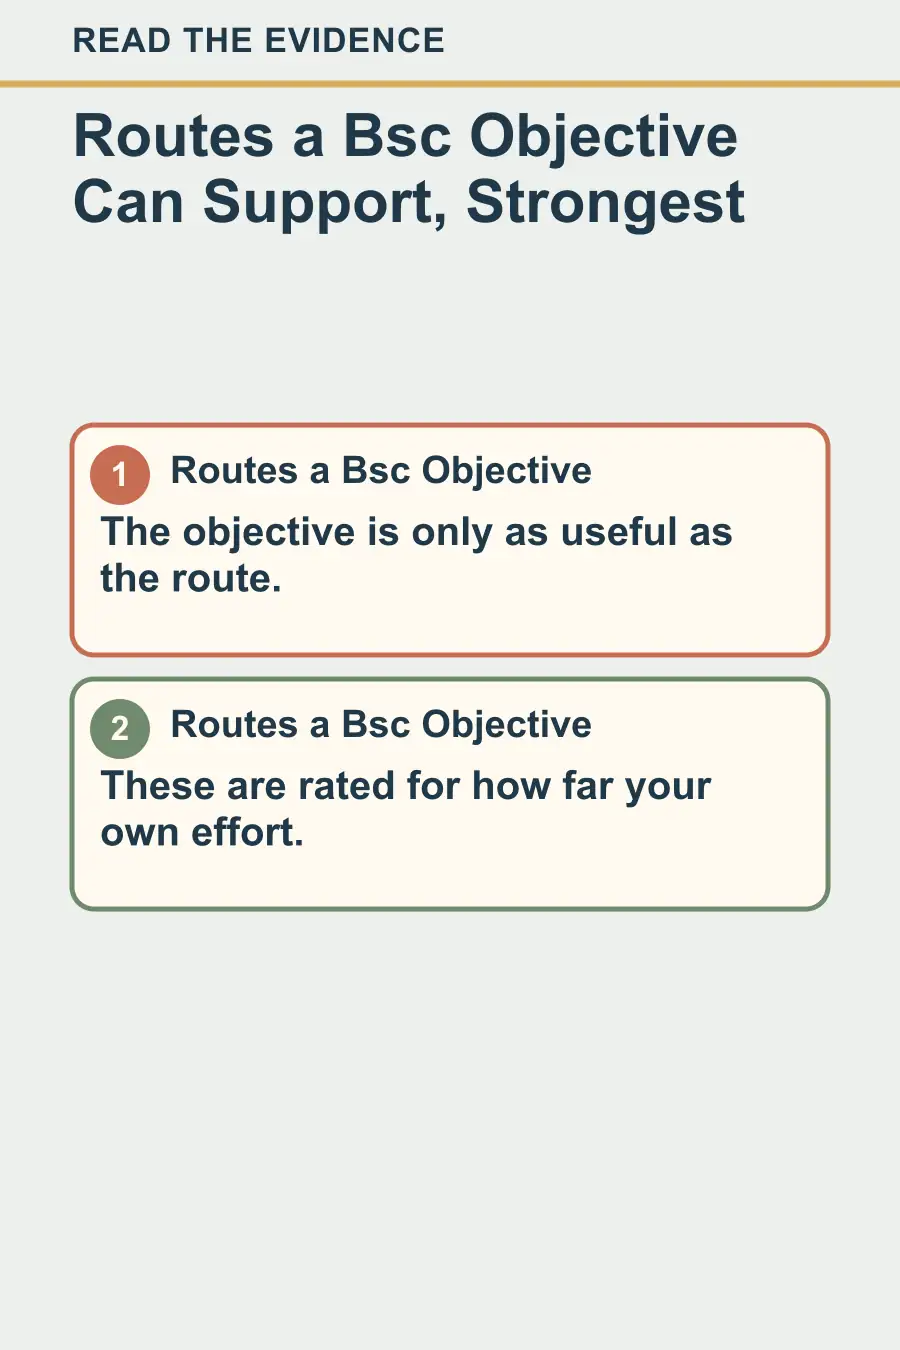 READ THE EVIDENCE
Routes a Bsc Objective
Can Support, Strongest
1 Routes a Bsc Objective
The objective is only as useful as
the route.
2 Routes a Bsc Objective
These are rated for how far your
own effort.